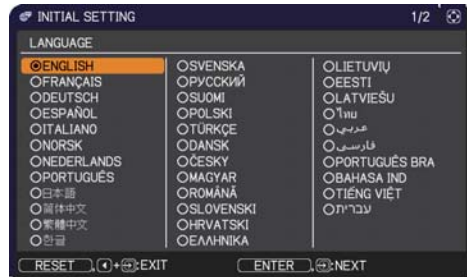 INITIAL SETTING 1/2
LANGUAGE
ENGLISH
FRANÇAIS
DEUTSCH
ESPAÑOL
ITALIANO
NORSK
NEDERLANDS
PORTUGUÊS
日本語
简体中文
繁體中文
한글
SVENSKA
РУССКИЙ
SUOMI
POLSKI
TÜRKÇE
DANSK
ČESKY
MAGYAR
ROMÂNĂ
SLOVENSKI
HRVATSKI
ΕΛΛΗΝΙΚΑ
LIETUVIŲ
EESTI
LATVIEŠU
ไทย
عربي
فارسی
PORTUGUÊS BRA
BAHASA IND
TIẾNG VIỆT
עברית
RESET , + :EXIT ENTER , :NEXT